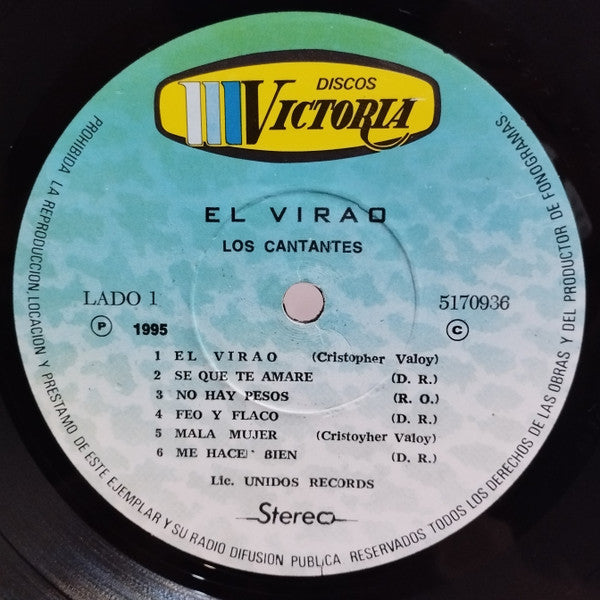 DISCOS
VICTORIA
EL VIRAO
LOS CANTANTES
LADO 1
5170936
Ⓟ 1995
©
1 EL VIRAO (Cristopher Valoy)
2 SE QUE TE AMARE (D. R.)
3 NO HAY PESOS (R. O.)
4 FEO Y FLACO (D. R.)
5 MALA MUJER (Cristoyher Valoy)
6 ME HACE' BIEN (D. R.)
Lic. UNIDOS RECORDS
Stereo
PROHIBIDA LA REPRODUCCION, LOCACION Y PRESTAMO DE ESTE EJEMPLAR Y SU RADIO DIFUSION PUBLICA RESERVADOS TODOS LOS DERECHOS DE LAS OBRAS Y DEL PRODUCTOR DE FONOGRAMAS.